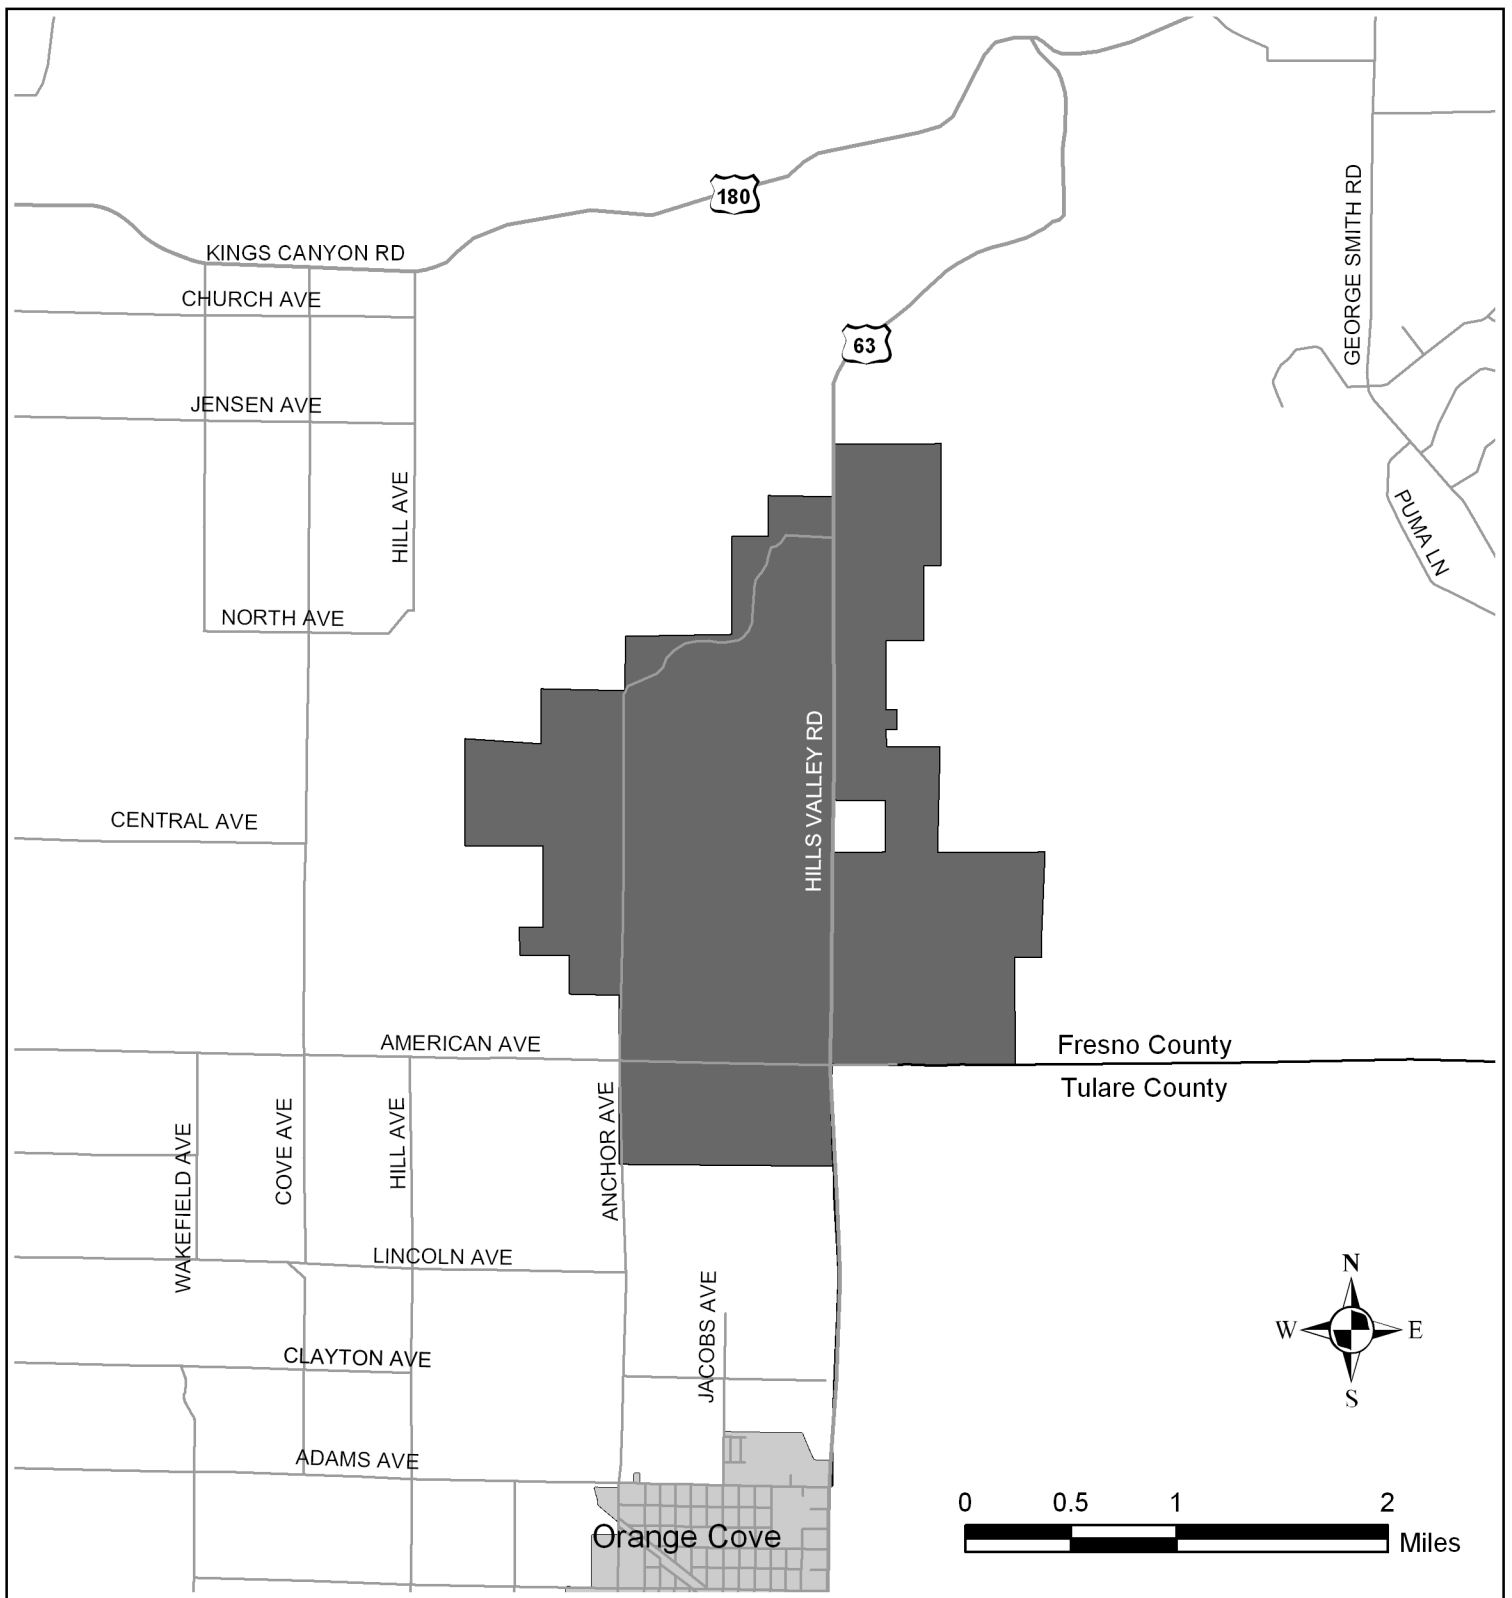 180
KINGS CANYON RD
CHURCH AVE
GEORGE SMITH RD
63
JENSEN AVE
HILL AVE
PUMA LN
NORTH AVE
HILLS VALLEY RD
CENTRAL AVE
AMERICAN AVE
Fresno County
Tulare County
WAKEFIELD AVE
COVE AVE
HILL AVE
ANCHOR AVE
LINCOLN AVE
JACOBS AVE
N
W E
S
CLAYTON AVE
ADAMS AVE
0 0.5 1 2
Miles
Orange Cove